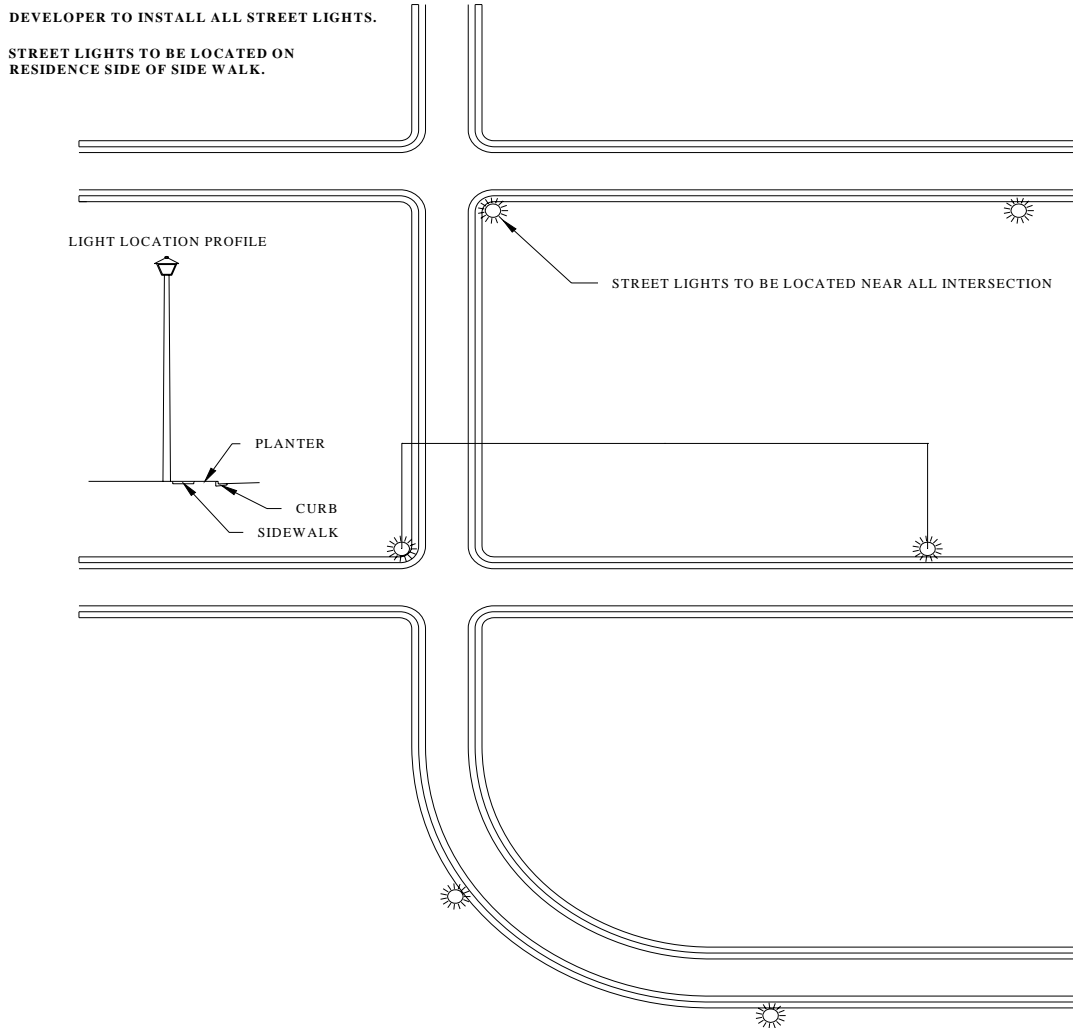 DEVELOPER TO INSTALL ALL STREET LIGHTS.
STREET LIGHTS TO BE LOCATED ON
RESIDENCE SIDE OF SIDE WALK.
LIGHT LOCATION PROFILE
STREET LIGHTS TO BE LOCATED NEAR ALL INTERSECTION
PLANTER
CURB
SIDEWALK